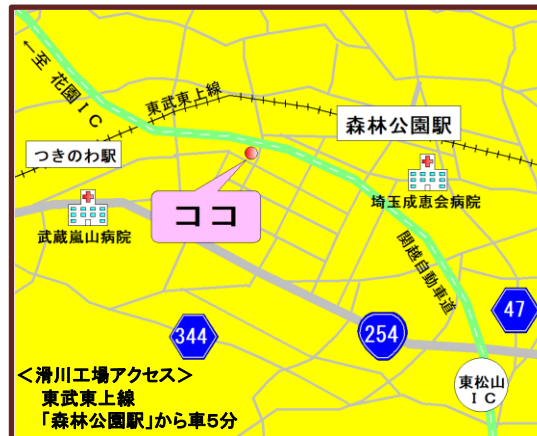 ←至 花園IC
東武東上線
森林公園駅
つきのわ駅
埼玉成恵会病院
ココ
武蔵嵐山病院
関越自動車道
47
344
254
東松山
IC
＜滑川工場アクセス＞
東武東上線
「森林公園駅」から車5分